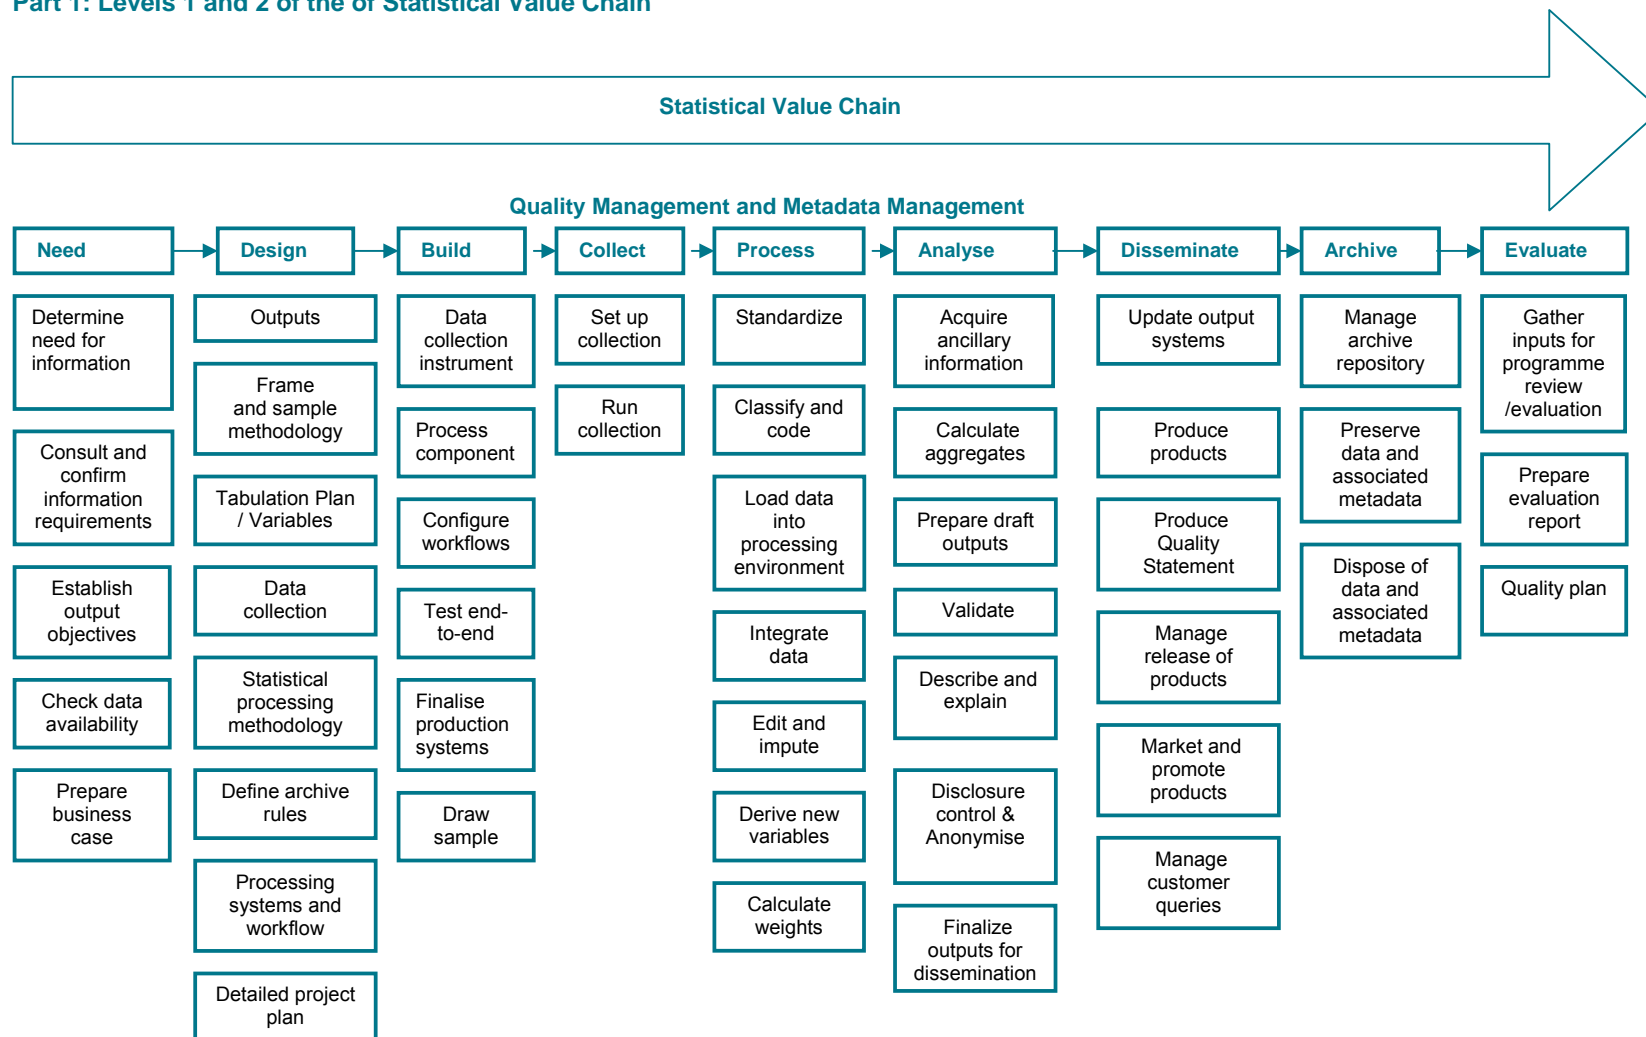 Part 1: Levels 1 and 2 of the of Statistical Value Chain
Statistical Value Chain
Quality Management and Metadata Management
Need
Design
Build
Collect
Process
Analyse
Disseminate
Archive
Evaluate
Determine
need for
information
Consult and
confirm
information
requirements
Establish
output
objectives
Check data
availability
Prepare
business
case
Outputs
Frame
and sample
methodology
Tabulation Plan
/ Variables
Data
collection
Statistical
processing
methodology
Define archive
rules
Processing
systems and
workflow
Detailed project
plan
Data
collection
instrument
Process
component
Configure
workflows
Test end-
to-end
Finalise
production
systems
Draw
sample
Set up
collection
Run
collection
Standardize
Classify and
code
Load data
into
processing
environment
Integrate
data
Edit and
impute
Derive new
variables
Calculate
weights
Acquire
ancillary
information
Calculate
aggregates
Prepare draft
outputs
Validate
Describe and
explain
Disclosure
control &
Anonymise
Finalize
outputs for
dissemination
Update output
systems
Produce
products
Produce
Quality
Statement
Manage
release of
products
Market and
promote
products
Manage
customer
queries
Manage
archive
repository
Preserve
data and
associated
metadata
Dispose of
data and
associated
metadata
Gather
inputs for
programme
review
/evaluation
Prepare
evaluation
report
Quality plan